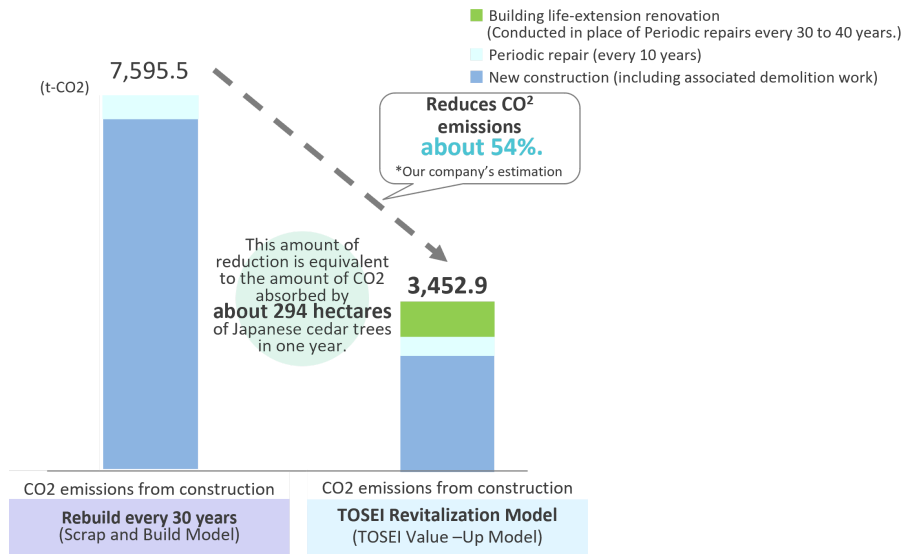 Building life-extension renovation
(Conducted in place of Periodic repairs every 30 to 40 years.)
Periodic repair (every 10 years)
New construction (including associated demolition work)
7,595.5
(t-CO2)
Reduces CO²
emissions
about 54%.
*Our company’s estimation
This amount of
reduction is equivalent
to the amount of CO2
absorbed by
about 294 hectares
of Japanese cedar trees
in one year.
3,452.9
CO2 emissions from construction
Rebuild every 30 years
(Scrap and Build Model)
CO2 emissions from construction
TOSEI Revitalization Model
(TOSEI Value –Up Model)